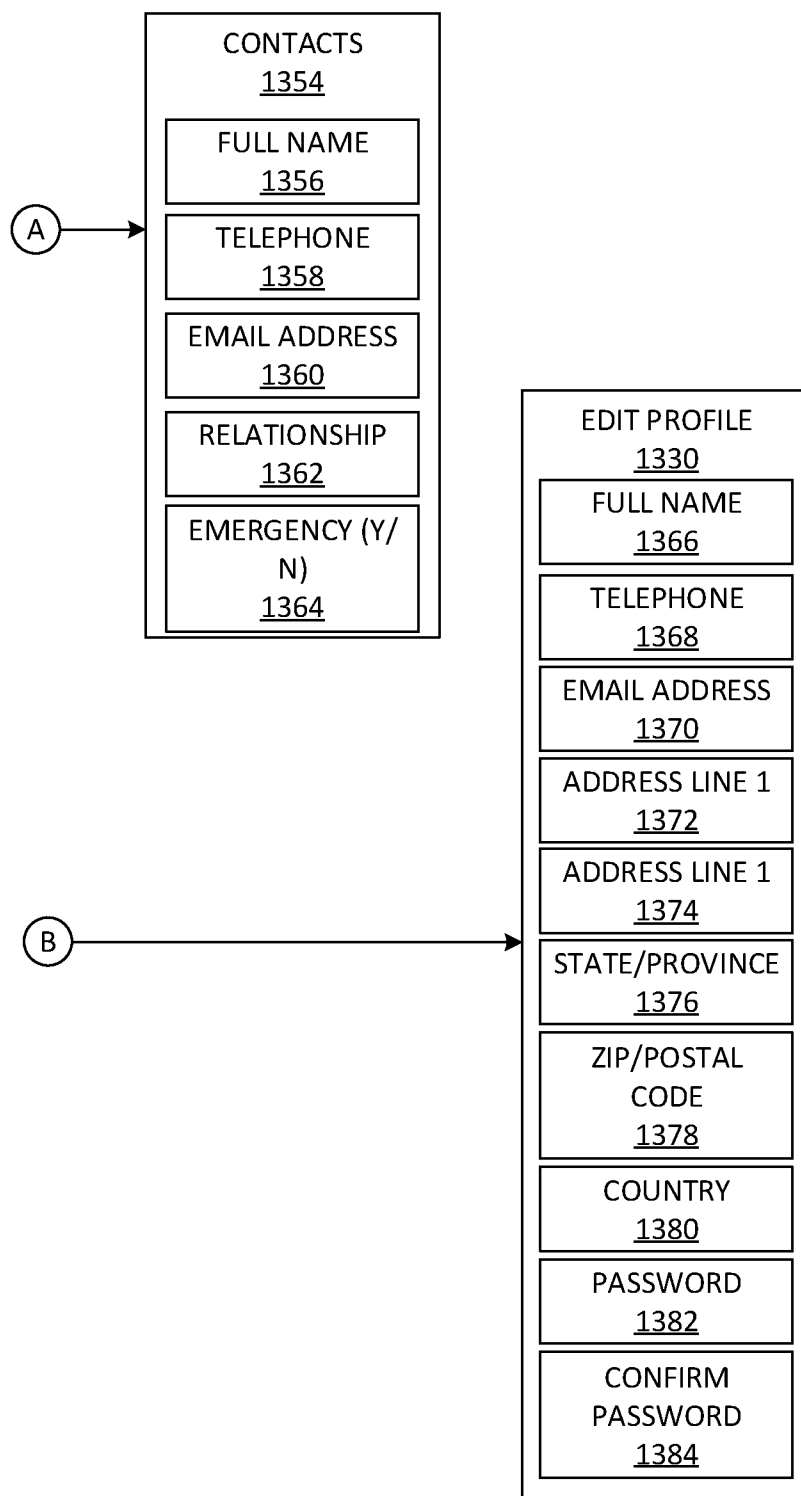 CONTACTS
1354
FULL NAME
1356
A
TELEPHONE
1358
EMAIL ADDRESS
1360
RELATIONSHIP
1362
EMERGENCY (Y/
N)
1364
EDIT PROFILE
1330
FULL NAME
1366
TELEPHONE
1368
EMAIL ADDRESS
1370
ADDRESS LINE 1
1372
ADDRESS LINE 1
1374
B
STATE/PROVINCE
1376
ZIP/POSTAL
CODE
1378
COUNTRY
1380
PASSWORD
1382
CONFIRM
PASSWORD
1384